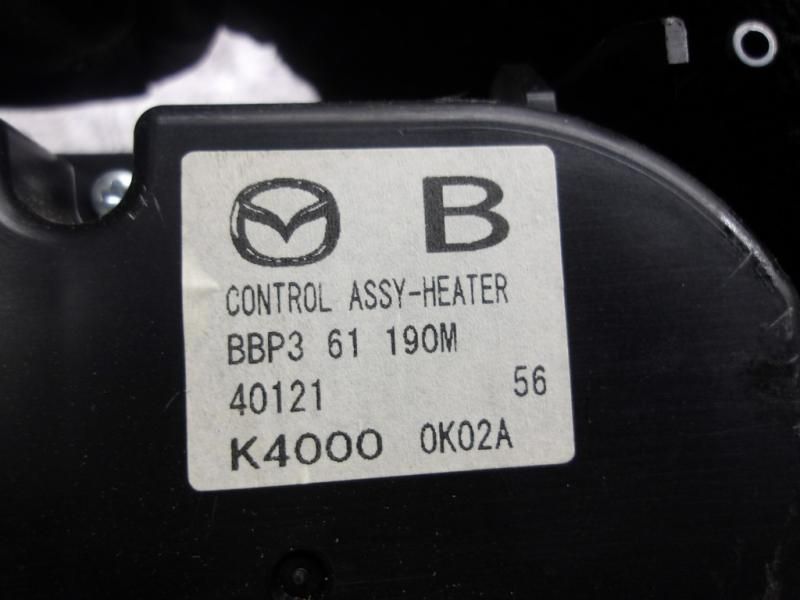 B
CONTROL ASSY-HEATER
BBP3 61 190M
40121 56
K4000 0K02A